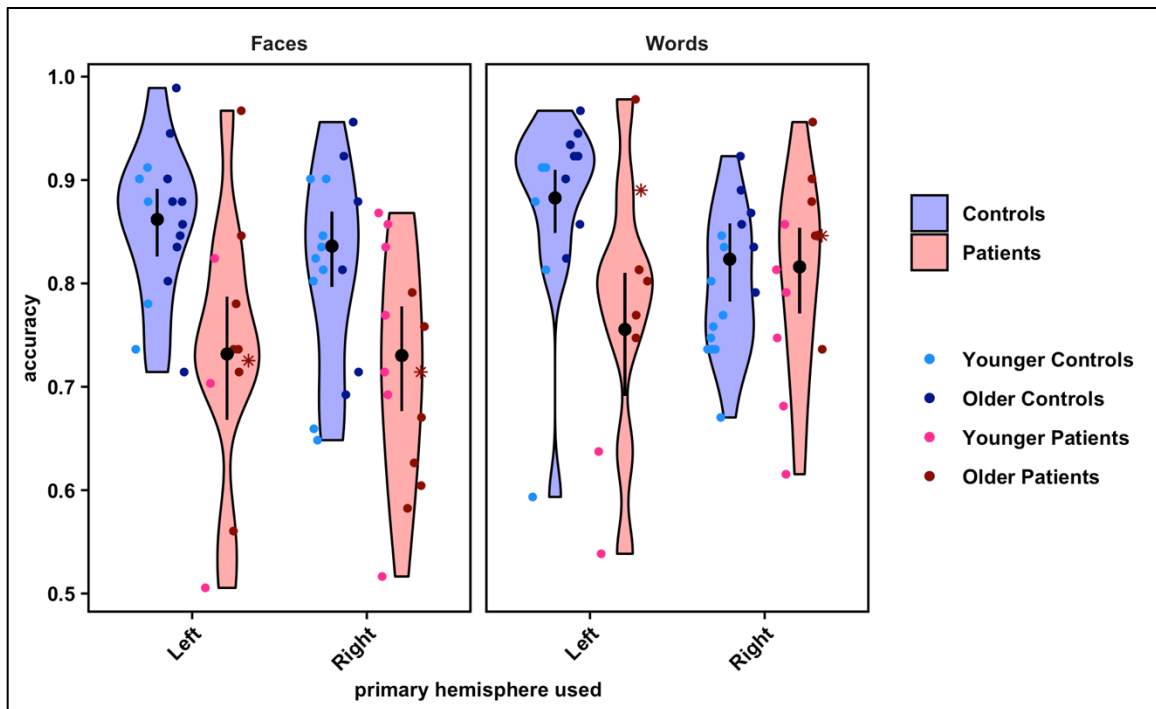 Faces
Words
accuracy
1.0
0.9
0.8
0.7
0.6
0.5
Left
Right
Left
Right
primary hemisphere used
Controls
Patients
Younger Controls
Older Controls
Younger Patients
Older Patients